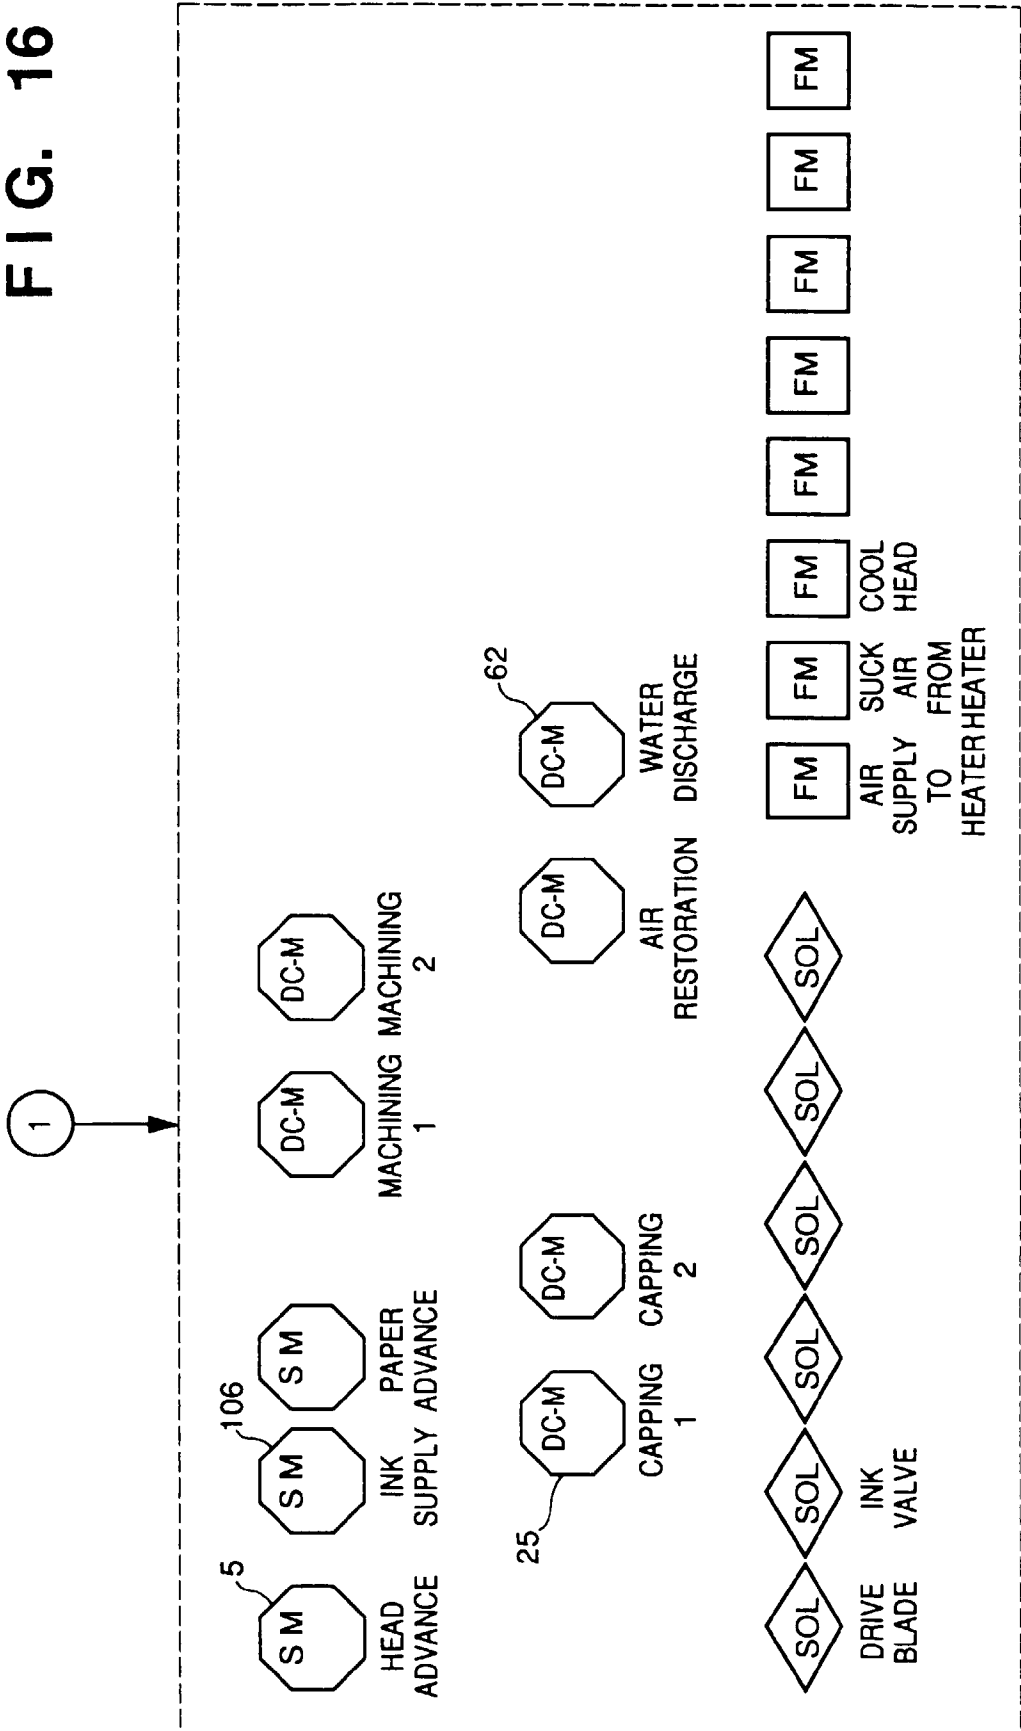 FIG. 16
1
5
SM
HEAD
ADVANCE
106
SM
INK
SUPPLY
SM
PAPER
ADVANCE
DC-M
MACHINING
1
DC-M
MACHINING
2
25
DC-M
CAPPING
1
DC-M
CAPPING
2
DC-M
AIR
RESTORATION
62
DC-M
WATER
DISCHARGE
SOL
DRIVE
BLADE
SOL
INK
VALVE
SOL
SOL
SOL
SOL
FM
AIR
SUPPLY
TO
HEATER
FM
SUCK
AIR
FROM
HEATER
FM
COOL
HEAD
FM
FM
FM
FM
FM